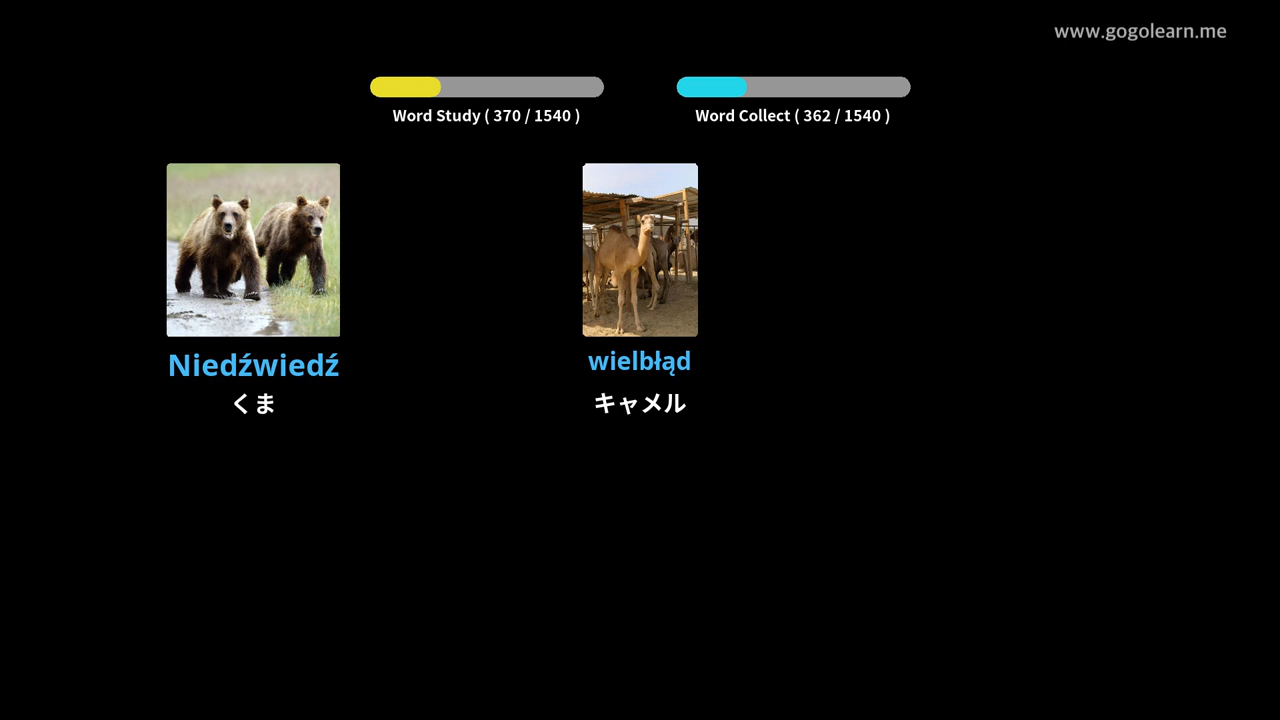 www.gogolearn.me
Word Study ( 370 / 1540 )
Word Collect ( 362 / 1540 )
Niedźwiedź
くま
wielbłąd
キャメル